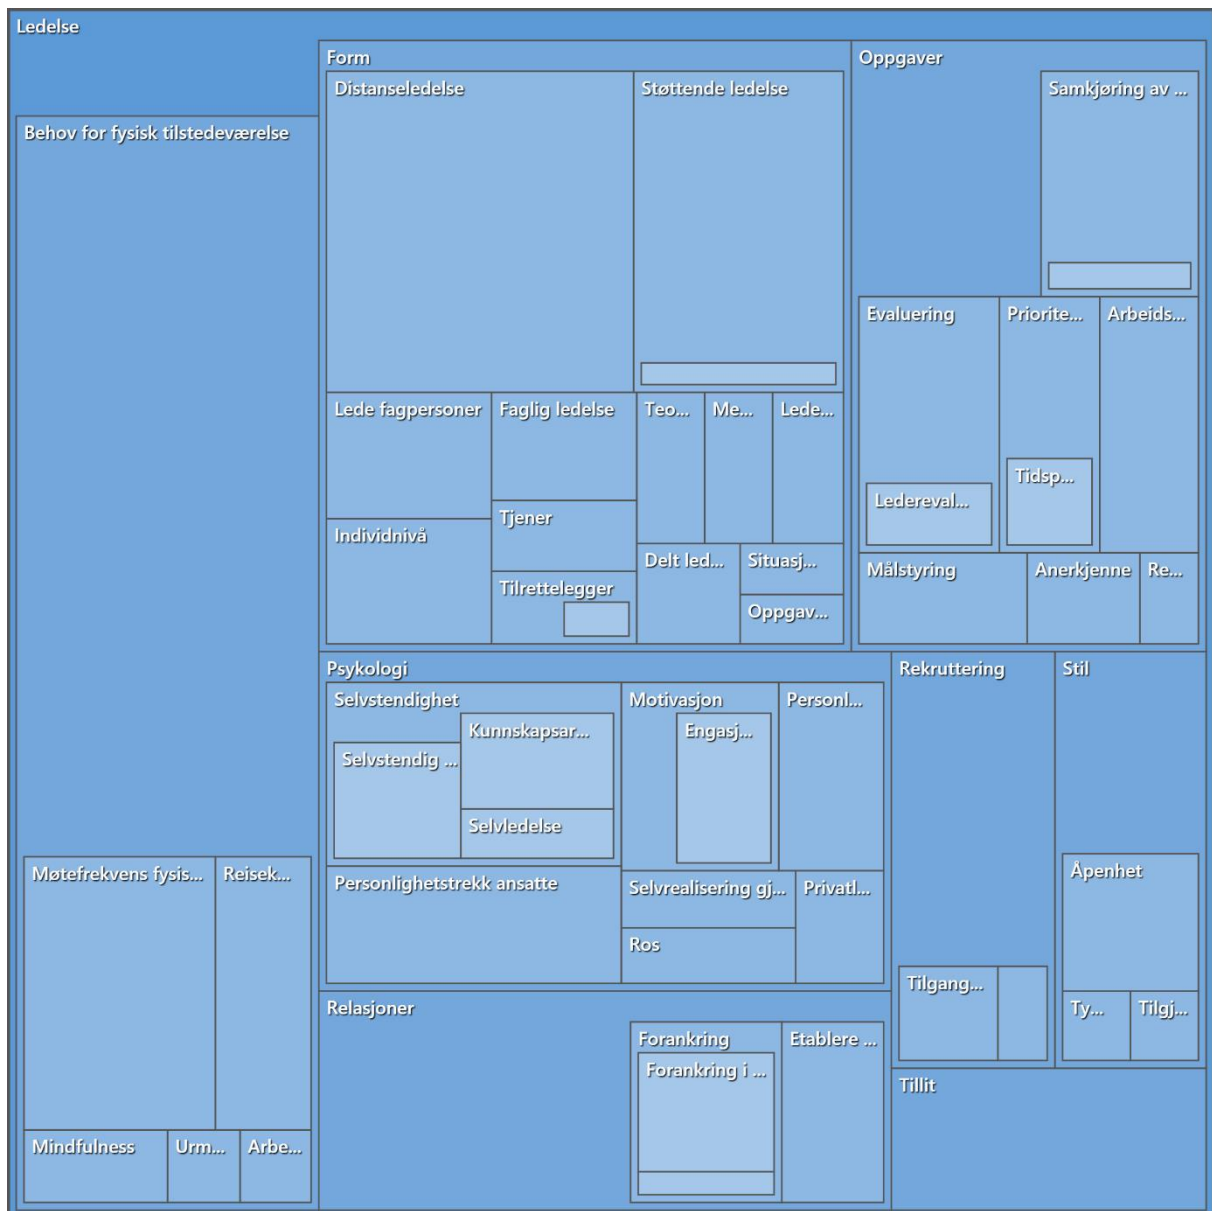 Ledelse
Behov for fysisk tilstedeværelse
Møtefrekvens fysis...
Reisek...
Mindfulness
Urm...
Arbe...
Form
Distanseledelse
Støttende ledelse
Lede fagpersoner
Faglig ledelse
Teo...
Me...
Lede...
Individnivå
Tjener
Tilrettelegger
Delt led...
Situasj...
Oppgav...
Oppgaver
Samkjøring av ...
Evaluering
Priorite...
Arbeids...
Ledereval...
Tidsp...
Målstyring
Anerkjenne
Re...
Psykologi
Selvstendighet
Kunnskapsar...
Selvstendig ...
Selvledelse
Motivasjon
Engasj...
Personl...
Personlighetstrekk ansatte
Selvrealisering gj...
Privatl...
Ros
Relasjoner
Forankring
Forankring i ...
Etablere ...
Rekruttering
Tilgang...
Stil
Åpenhet
Ty...
Tilgj...
Tillit